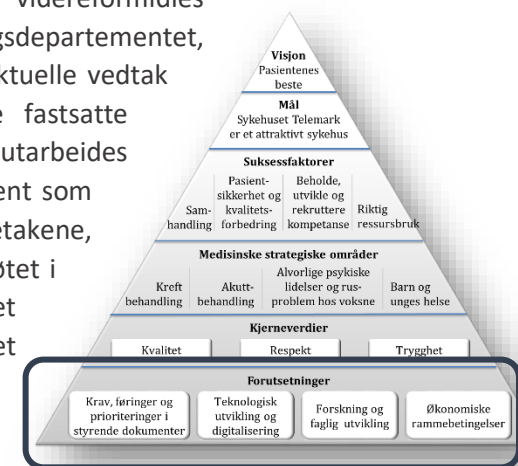 videreformidles
gsdepartementet,
ktuelle vedtak
e fastsatte
utarbeides
ent som
etakene,
øtet i
et
et
Visjon
Pasientenes
beste
Mål
Sykehuset Telemark
er et attraktivt sykehus
Suksessfaktorer
Sam-
handling
Pasient-
sikkerhet og
kvalitets-
forbedring
Beholde,
utvikle og
rekruttere
kompetanse
Riktig
ressursbruk
Medisinske strategiske områder
Kreft
behandling
Akutt-
behandling
Alvorlige psykiske
lidelser og rus-
problem hos voksne
Barn og
unges helse
Kjerneverdier
Kvalitet
Respekt
Trygghet
Forutsetninger
Krav, føringer og
prioriteringer i
styrende dokumenter
Teknologisk
utvikling og
digitalisering
Forskning og
faglig utvikling
Økonomiske
rammebetingelser